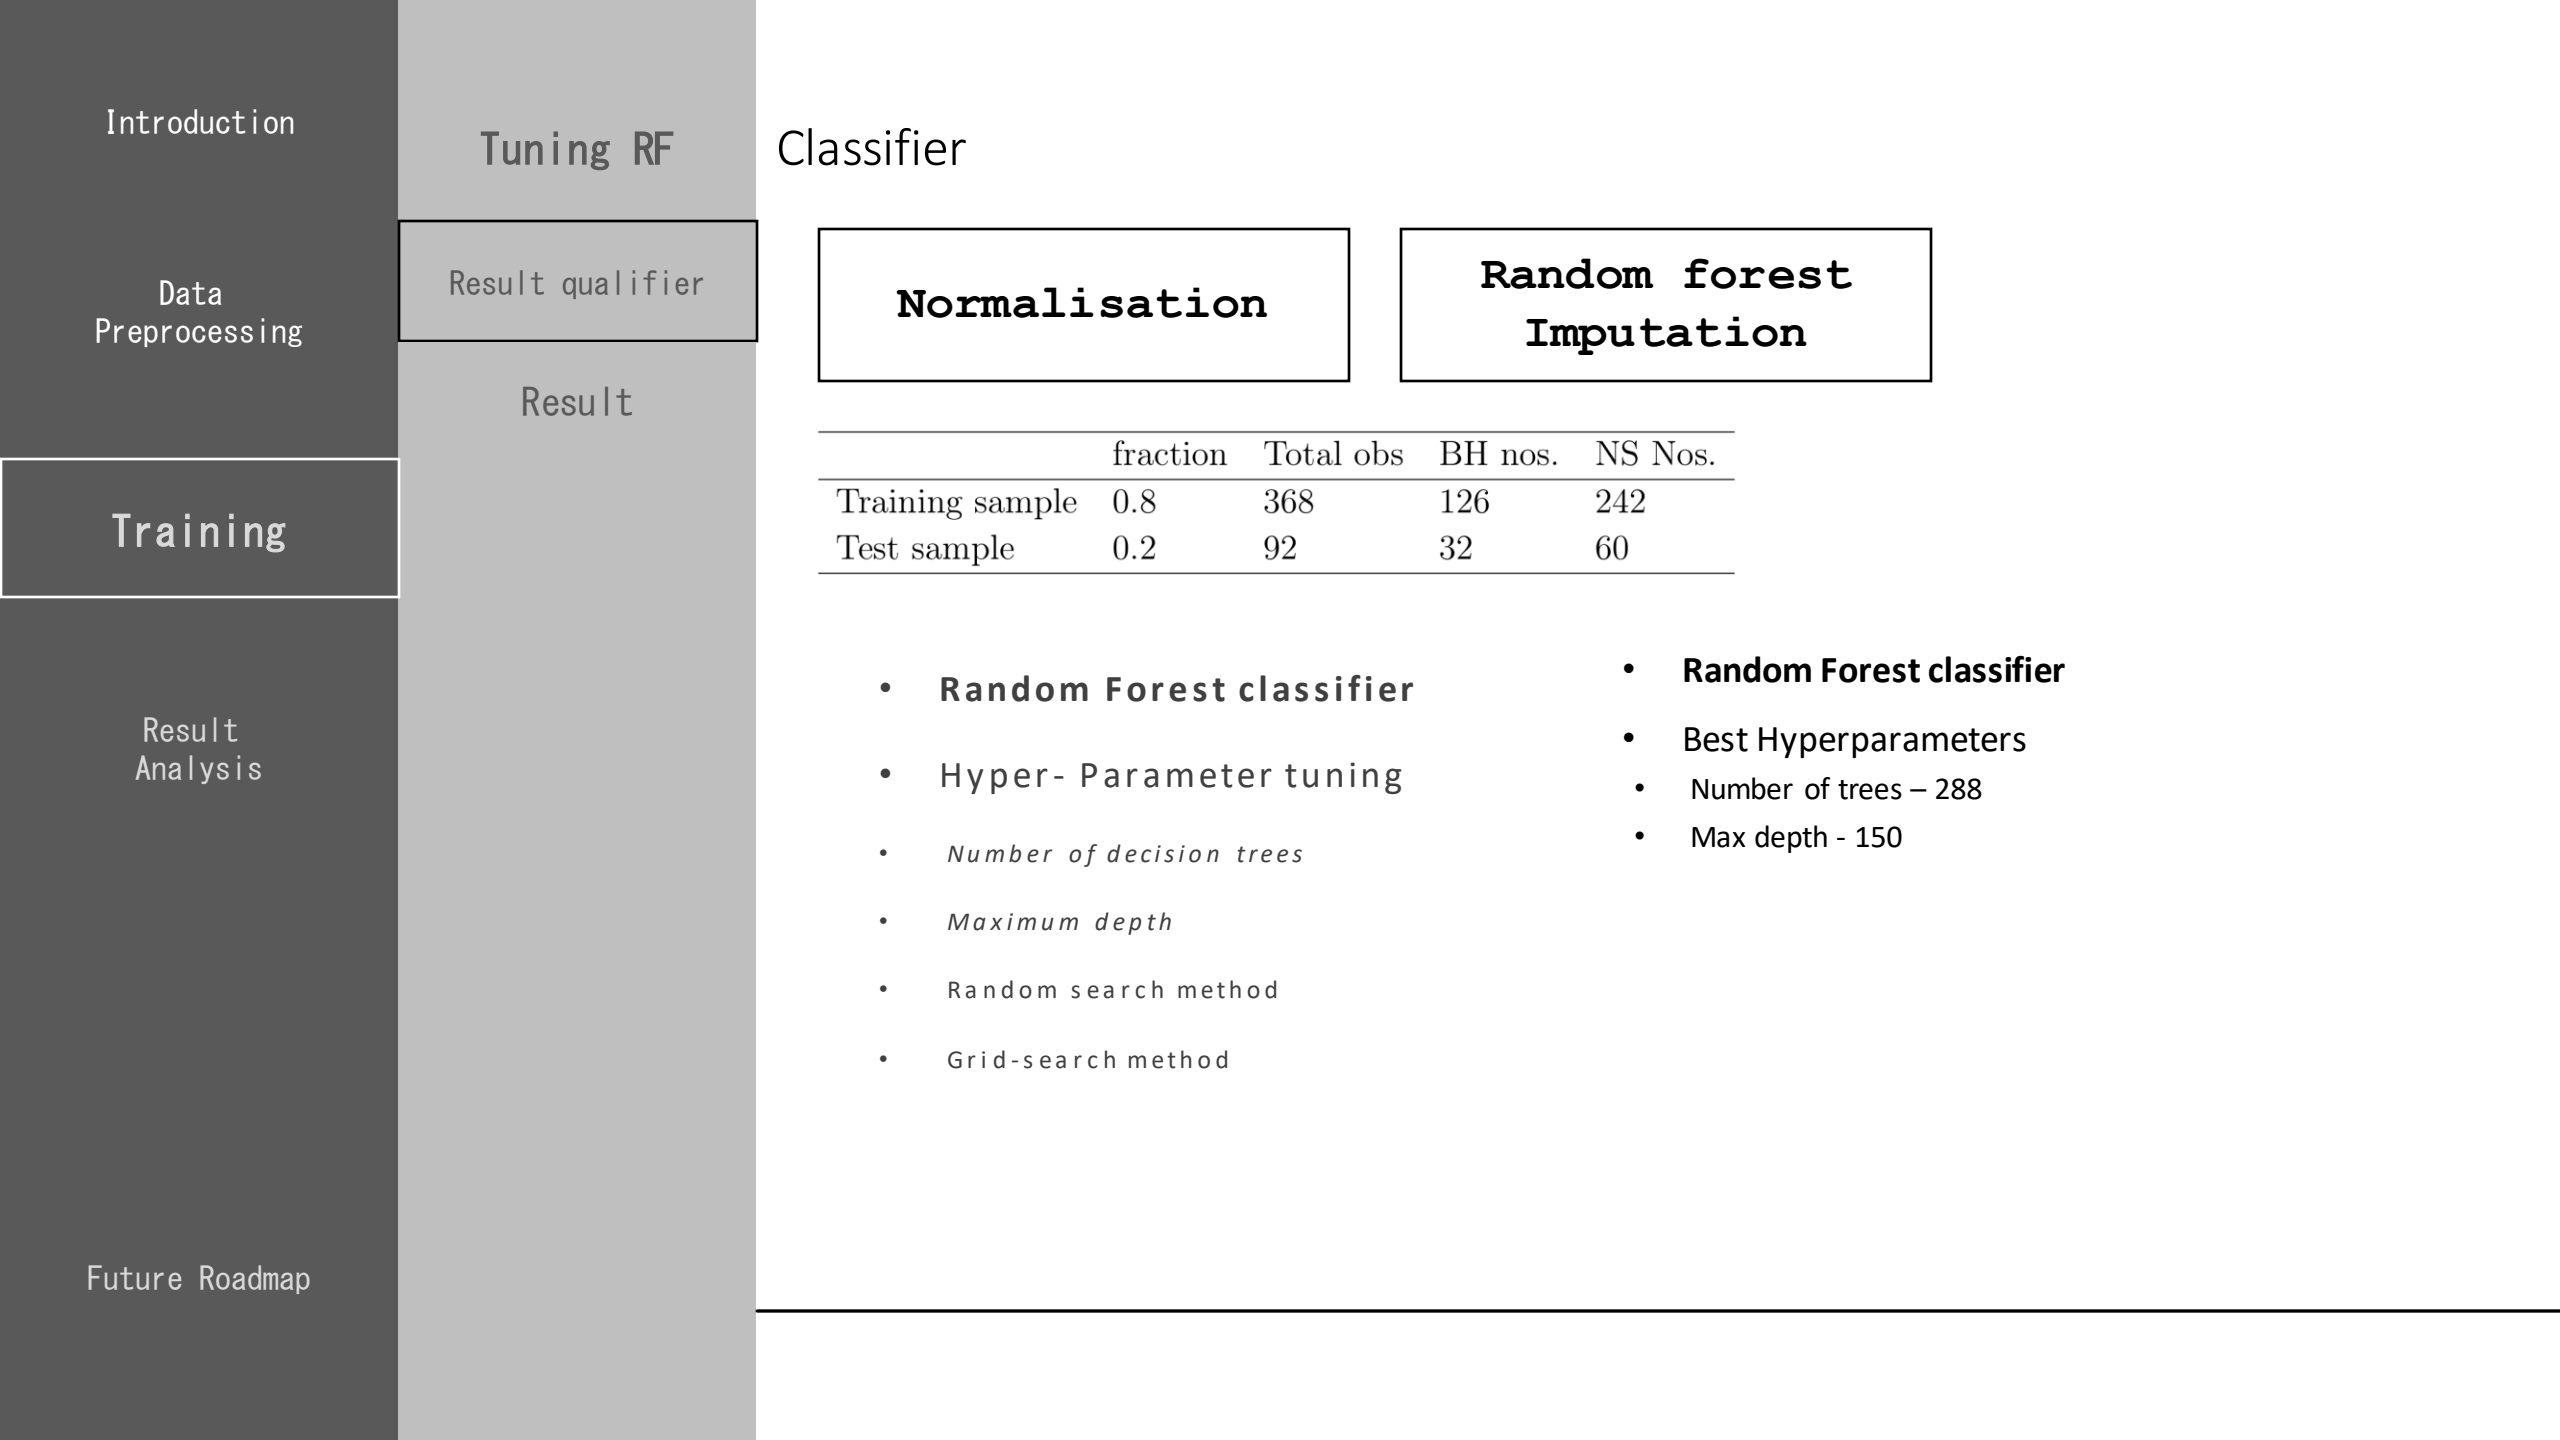 Introduction
Data
Preprocessing
Training
Result
Analysis
Future Roadmap
Tuning RF
Result qualifier
Result
Classifier
Normalisation
Random forest
Imputation
fraction Total obs BH nos. NS Nos.
Training sample 0.8 368 126 242
Test sample 0.2 92 32 60
• Random Forest classifier
• Hyper- Parameter tuning
• Number of decision trees
• Maximum depth
• Random search method
• Grid-search method
• Random Forest classifier
• Best Hyperparameters
• Number of trees – 288
• Max depth - 150